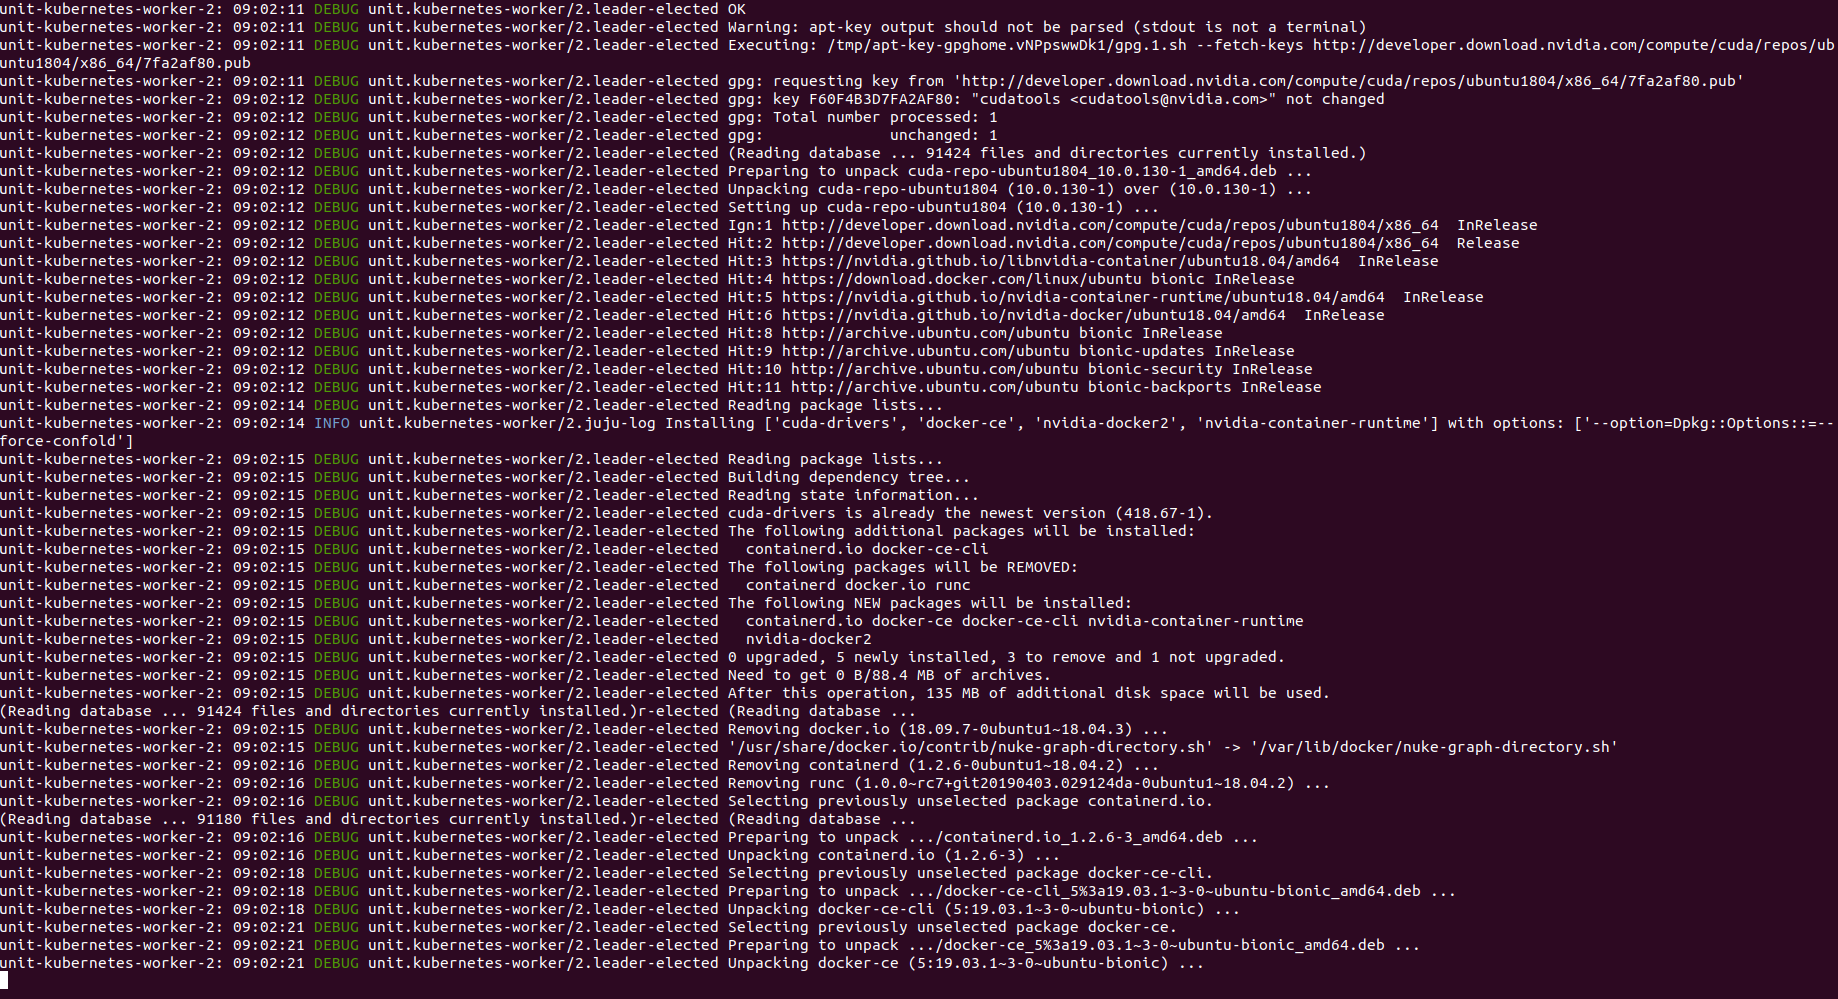 unit-kubernetes-worker-2: 09:02:11 DEBUG unit.kubernetes-worker/2.leader-elected OK
unit-kubernetes-worker-2: 09:02:11 DEBUG unit.kubernetes-worker/2.leader-elected Warning: apt-key output should not be parsed (stdout is not a terminal)
unit-kubernetes-worker-2: 09:02:11 DEBUG unit.kubernetes-worker/2.leader-elected Executing: /tmp/apt-key-gpghome.vNPpswwDk1/gpg.1.sh --fetch-keys http://developer.download.nvidia.com/compute/cuda/repos/ub
untu1804/x86_64/7fa2af80.pub
unit-kubernetes-worker-2: 09:02:11 DEBUG unit.kubernetes-worker/2.leader-elected gpg: requesting key from 'http://developer.download.nvidia.com/compute/cuda/repos/ubuntu1804/x86_64/7fa2af80.pub'
unit-kubernetes-worker-2: 09:02:12 DEBUG unit.kubernetes-worker/2.leader-elected gpg: key F60F4B3D7FA2AF80: "cudatools <cudatools@nvidia.com>" not changed
unit-kubernetes-worker-2: 09:02:12 DEBUG unit.kubernetes-worker/2.leader-elected gpg: Total number processed: 1
unit-kubernetes-worker-2: 09:02:12 DEBUG unit.kubernetes-worker/2.leader-elected gpg:              unchanged: 1
unit-kubernetes-worker-2: 09:02:12 DEBUG unit.kubernetes-worker/2.leader-elected (Reading database ... 91424 files and directories currently installed.)
unit-kubernetes-worker-2: 09:02:12 DEBUG unit.kubernetes-worker/2.leader-elected Preparing to unpack cuda-repo-ubuntu1804_10.0.130-1_amd64.deb ...
unit-kubernetes-worker-2: 09:02:12 DEBUG unit.kubernetes-worker/2.leader-elected Unpacking cuda-repo-ubuntu1804 (10.0.130-1) over (10.0.130-1) ...
unit-kubernetes-worker-2: 09:02:12 DEBUG unit.kubernetes-worker/2.leader-elected Setting up cuda-repo-ubuntu1804 (10.0.130-1) ...
unit-kubernetes-worker-2: 09:02:12 DEBUG unit.kubernetes-worker/2.leader-elected Ign:1 http://developer.download.nvidia.com/compute/cuda/repos/ubuntu1804/x86_64  InRelease
unit-kubernetes-worker-2: 09:02:12 DEBUG unit.kubernetes-worker/2.leader-elected Hit:2 http://developer.download.nvidia.com/compute/cuda/repos/ubuntu1804/x86_64  Release
unit-kubernetes-worker-2: 09:02:12 DEBUG unit.kubernetes-worker/2.leader-elected Hit:3 https://nvidia.github.io/libnvidia-container/ubuntu18.04/amd64  InRelease
unit-kubernetes-worker-2: 09:02:12 DEBUG unit.kubernetes-worker/2.leader-elected Hit:4 https://download.docker.com/linux/ubuntu bionic InRelease
unit-kubernetes-worker-2: 09:02:12 DEBUG unit.kubernetes-worker/2.leader-elected Hit:5 https://nvidia.github.io/nvidia-container-runtime/ubuntu18.04/amd64  InRelease
unit-kubernetes-worker-2: 09:02:12 DEBUG unit.kubernetes-worker/2.leader-elected Hit:6 https://nvidia.github.io/nvidia-docker/ubuntu18.04/amd64  InRelease
unit-kubernetes-worker-2: 09:02:12 DEBUG unit.kubernetes-worker/2.leader-elected Hit:8 http://archive.ubuntu.com/ubuntu bionic InRelease
unit-kubernetes-worker-2: 09:02:12 DEBUG unit.kubernetes-worker/2.leader-elected Hit:9 http://archive.ubuntu.com/ubuntu bionic-updates InRelease
unit-kubernetes-worker-2: 09:02:12 DEBUG unit.kubernetes-worker/2.leader-elected Hit:10 http://archive.ubuntu.com/ubuntu bionic-security InRelease
unit-kubernetes-worker-2: 09:02:12 DEBUG unit.kubernetes-worker/2.leader-elected Hit:11 http://archive.ubuntu.com/ubuntu bionic-backports InRelease
unit-kubernetes-worker-2: 09:02:14 DEBUG unit.kubernetes-worker/2.leader-elected Reading package lists...
unit-kubernetes-worker-2: 09:02:14 INFO unit.kubernetes-worker/2.juju-log Installing ['cuda-drivers', 'docker-ce', 'nvidia-docker2', 'nvidia-container-runtime'] with options: ['--option=Dpkg::Options::=--
force-confold']
unit-kubernetes-worker-2: 09:02:15 DEBUG unit.kubernetes-worker/2.leader-elected Reading package lists...
unit-kubernetes-worker-2: 09:02:15 DEBUG unit.kubernetes-worker/2.leader-elected Building dependency tree...
unit-kubernetes-worker-2: 09:02:15 DEBUG unit.kubernetes-worker/2.leader-elected Reading state information...
unit-kubernetes-worker-2: 09:02:15 DEBUG unit.kubernetes-worker/2.leader-elected cuda-drivers is already the newest version (418.67-1).
unit-kubernetes-worker-2: 09:02:15 DEBUG unit.kubernetes-worker/2.leader-elected The following additional packages will be installed:
unit-kubernetes-worker-2: 09:02:15 DEBUG unit.kubernetes-worker/2.leader-elected   containerd.io docker-ce-cli
unit-kubernetes-worker-2: 09:02:15 DEBUG unit.kubernetes-worker/2.leader-elected The following packages will be REMOVED:
unit-kubernetes-worker-2: 09:02:15 DEBUG unit.kubernetes-worker/2.leader-elected   containerd docker.io runc
unit-kubernetes-worker-2: 09:02:15 DEBUG unit.kubernetes-worker/2.leader-elected The following NEW packages will be installed:
unit-kubernetes-worker-2: 09:02:15 DEBUG unit.kubernetes-worker/2.leader-elected   containerd.io docker-ce docker-ce-cli nvidia-container-runtime
unit-kubernetes-worker-2: 09:02:15 DEBUG unit.kubernetes-worker/2.leader-elected   nvidia-docker2
unit-kubernetes-worker-2: 09:02:15 DEBUG unit.kubernetes-worker/2.leader-elected 0 upgraded, 5 newly installed, 3 to remove and 1 not upgraded.
unit-kubernetes-worker-2: 09:02:15 DEBUG unit.kubernetes-worker/2.leader-elected Need to get 0 B/88.4 MB of archives.
unit-kubernetes-worker-2: 09:02:15 DEBUG unit.kubernetes-worker/2.leader-elected After this operation, 135 MB of additional disk space will be used.
(Reading database ... 91424 files and directories currently installed.)r-elected (Reading database ...
unit-kubernetes-worker-2: 09:02:15 DEBUG unit.kubernetes-worker/2.leader-elected Removing docker.io (18.09.7-0ubuntu1~18.04.3) ...
unit-kubernetes-worker-2: 09:02:15 DEBUG unit.kubernetes-worker/2.leader-elected '/usr/share/docker.io/contrib/nuke-graph-directory.sh' -> '/var/lib/docker/nuke-graph-directory.sh'
unit-kubernetes-worker-2: 09:02:16 DEBUG unit.kubernetes-worker/2.leader-elected Removing containerd (1.2.6-0ubuntu1~18.04.2) ...
unit-kubernetes-worker-2: 09:02:16 DEBUG unit.kubernetes-worker/2.leader-elected Removing runc (1.0.0~rc7+git20190403.029124da-0ubuntu1~18.04.2) ...
unit-kubernetes-worker-2: 09:02:16 DEBUG unit.kubernetes-worker/2.leader-elected Selecting previously unselected package containerd.io.
(Reading database ... 91180 files and directories currently installed.)r-elected (Reading database ...
unit-kubernetes-worker-2: 09:02:16 DEBUG unit.kubernetes-worker/2.leader-elected Preparing to unpack .../containerd.io_1.2.6-3_amd64.deb ...
unit-kubernetes-worker-2: 09:02:16 DEBUG unit.kubernetes-worker/2.leader-elected Unpacking containerd.io (1.2.6-3) ...
unit-kubernetes-worker-2: 09:02:18 DEBUG unit.kubernetes-worker/2.leader-elected Selecting previously unselected package docker-ce-cli.
unit-kubernetes-worker-2: 09:02:18 DEBUG unit.kubernetes-worker/2.leader-elected Preparing to unpack .../docker-ce-cli_5%3a19.03.1~3-0~ubuntu-bionic_amd64.deb ...
unit-kubernetes-worker-2: 09:02:18 DEBUG unit.kubernetes-worker/2.leader-elected Unpacking docker-ce-cli (5:19.03.1~3-0~ubuntu-bionic) ...
unit-kubernetes-worker-2: 09:02:21 DEBUG unit.kubernetes-worker/2.leader-elected Selecting previously unselected package docker-ce.
unit-kubernetes-worker-2: 09:02:21 DEBUG unit.kubernetes-worker/2.leader-elected Preparing to unpack .../docker-ce_5%3a19.03.1~3-0~ubuntu-bionic_amd64.deb ...
unit-kubernetes-worker-2: 09:02:21 DEBUG unit.kubernetes-worker/2.leader-elected Unpacking docker-ce (5:19.03.1~3-0~ubuntu-bionic) ...